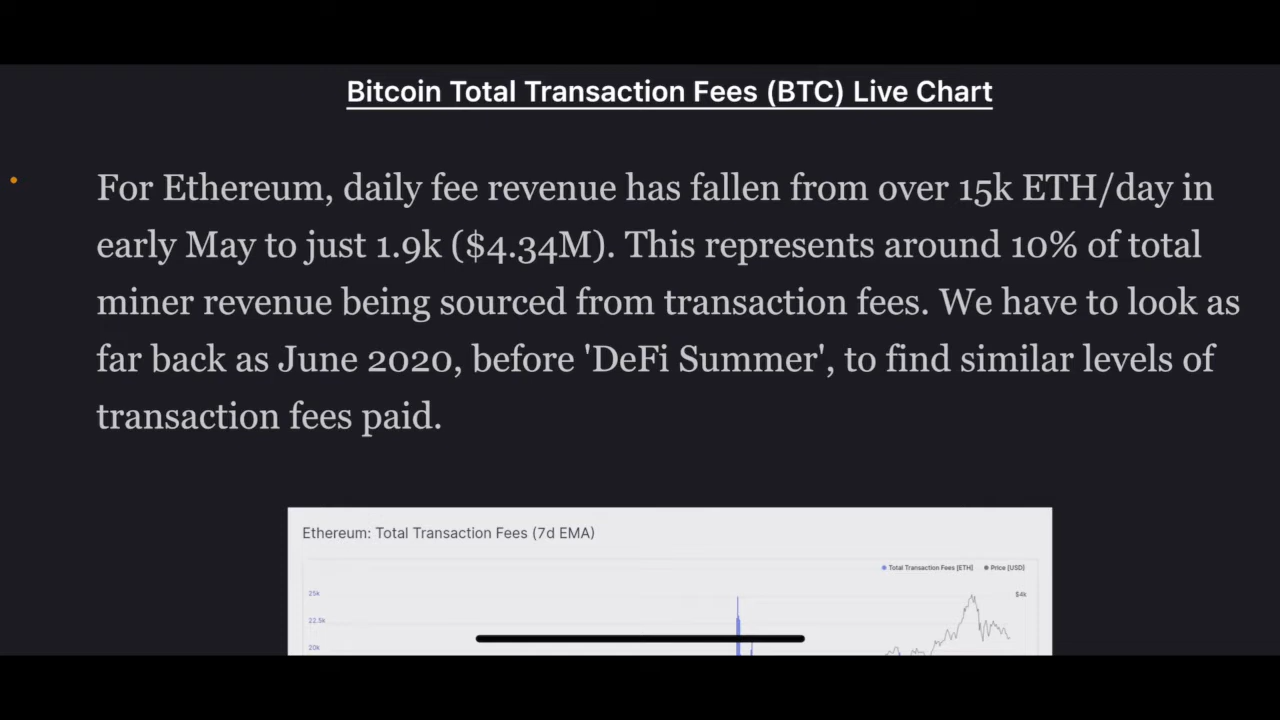 Bitcoin Total Transaction Fees (BTC) Live Chart
For Ethereum, daily fee revenue has fallen from over 15k ETH/day in
early May to just 1.9k ($4.34M). This represents around 10% of total
miner revenue being sourced from transaction fees. We have to look as
far back as June 2020, before 'DeFi Summer', to find similar levels of
transaction fees paid.
Ethereum: Total Transaction Fees (7d EMA)
Total Transaction Fees [ETH] Price [USD]
25k $4k
22.5k
20k